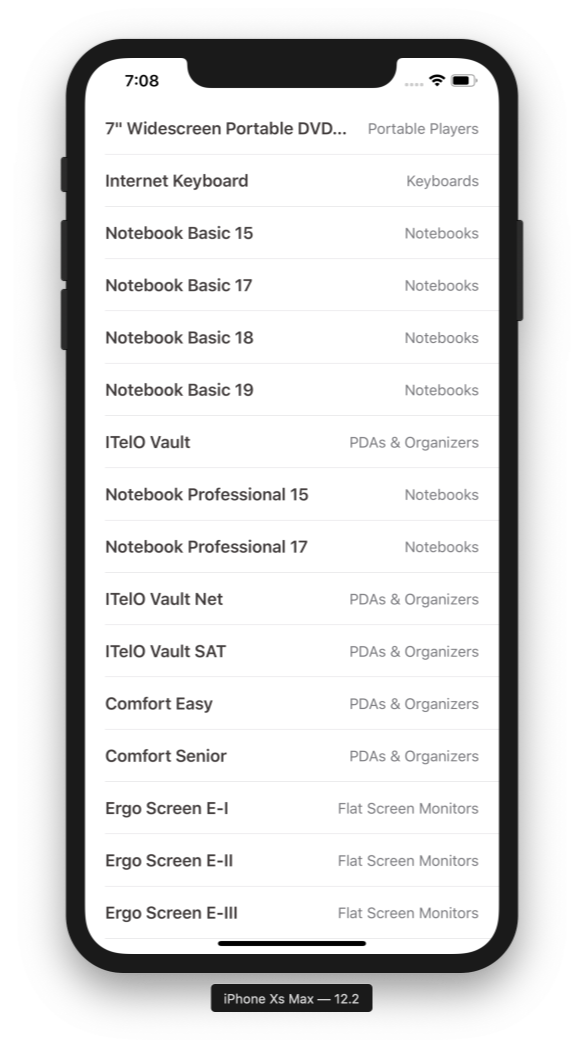 7:08
7" Widescreen Portable DVD... Portable Players
Internet Keyboard Keyboards
Notebook Basic 15 Notebooks
Notebook Basic 17 Notebooks
Notebook Basic 18 Notebooks
Notebook Basic 19 Notebooks
ITelO Vault PDAs & Organizers
Notebook Professional 15 Notebooks
Notebook Professional 17 Notebooks
ITelO Vault Net PDAs & Organizers
ITelO Vault SAT PDAs & Organizers
Comfort Easy PDAs & Organizers
Comfort Senior PDAs & Organizers
Ergo Screen E-I Flat Screen Monitors
Ergo Screen E-II Flat Screen Monitors
Ergo Screen E-III Flat Screen Monitors
iPhone Xs Max — 12.2